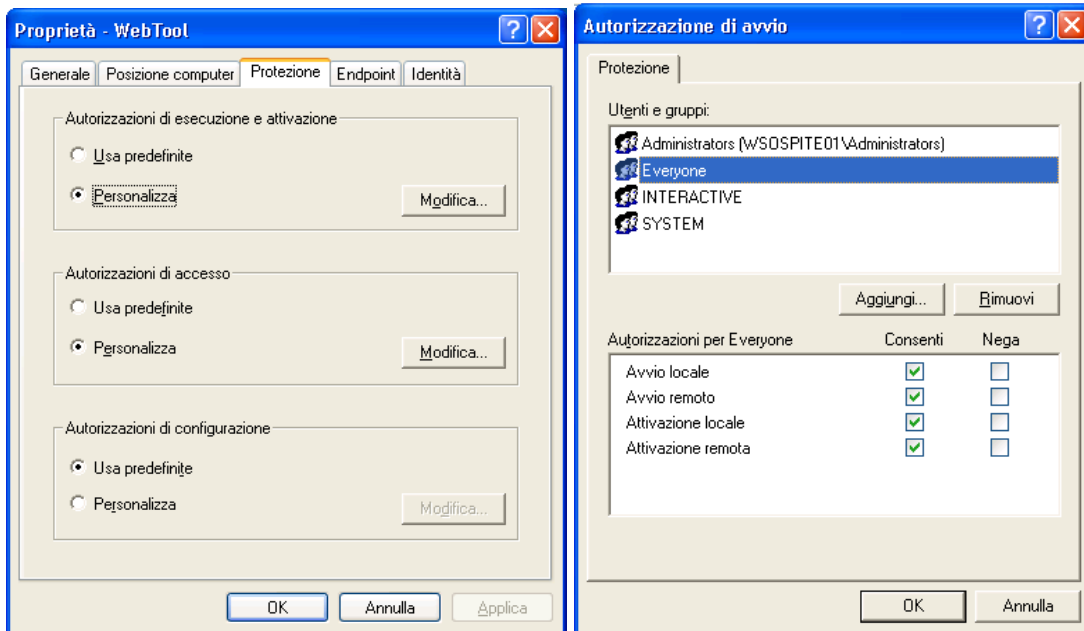 Proprietà - WebTool
Generale Posizione computer Protezione Endpoint Identità
Autorizzazioni di esecuzione e attivazione
Usa predefinite
Personalizza
Modifica...
Autorizzazioni di accesso
Usa predefinite
Personalizza
Modifica...
Autorizzazioni di configurazione
Usa predefinite
Personalizza
Modifica...
OK Annulla Applica
Autorizzazione di avvio
Protezione
Utenti e gruppi:
Administrators (WSOSPITE01\Administrators)
Everyone
INTERACTIVE
SYSTEM
Aggiungi... Rimuovi
Autorizzazioni per Everyone Consenti Nega
Avvio locale
Avvio remoto
Attivazione locale
Attivazione remota
OK Annulla